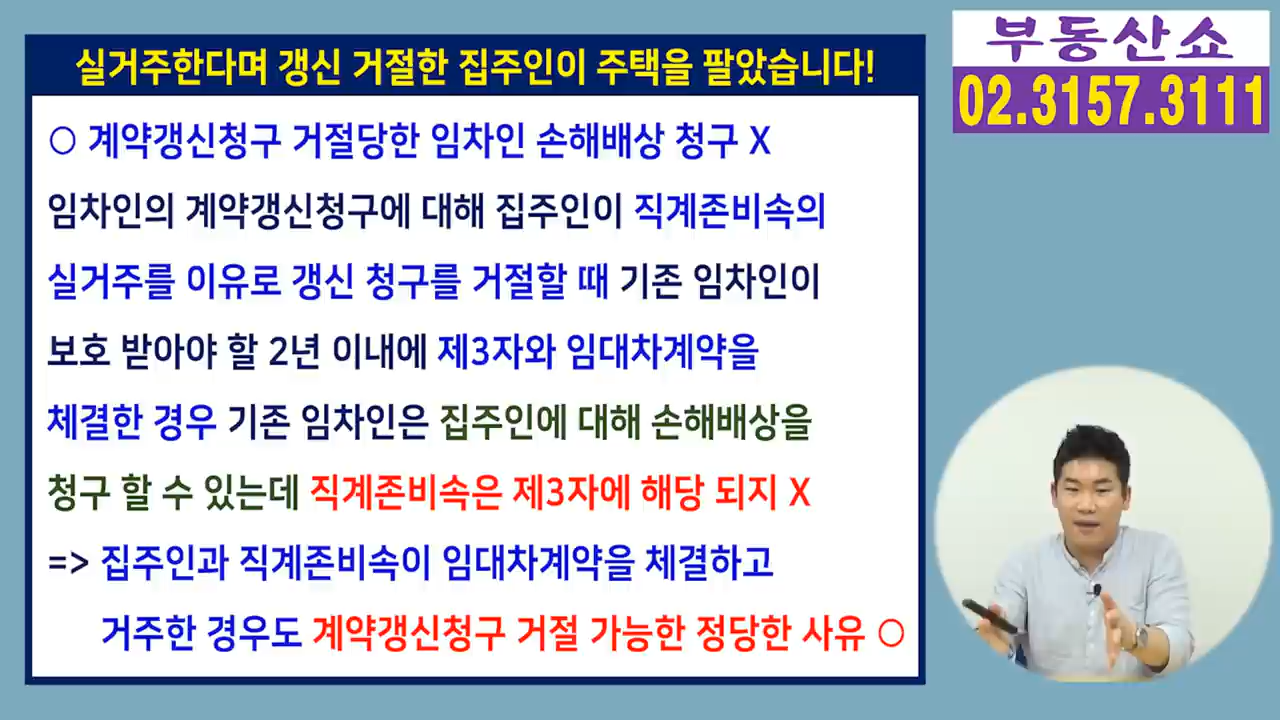 실거주한다며 갱신 거절한 집주인이 주택을 팔았습니다!
부동산쇼
02.3157.3111
○ 계약갱신청구 거절당한 임차인 손해배상 청구 X
임차인의 계약갱신청구에 대해 집주인이 직계존비속의
실거주를 이유로 갱신 청구를 거절할 때 기존 임차인이
보호 받아야 할 2년 이내에 제3자와 임대차계약을
체결한 경우 기존 임차인은 집주인에 대해 손해배상을
청구 할 수 있는데 직계존비속은 제3자에 해당 되지 X
=> 집주인과 직계존비속이 임대차계약을 체결하고
거주한 경우도 계약갱신청구 거절 가능한 정당한 사유 ○